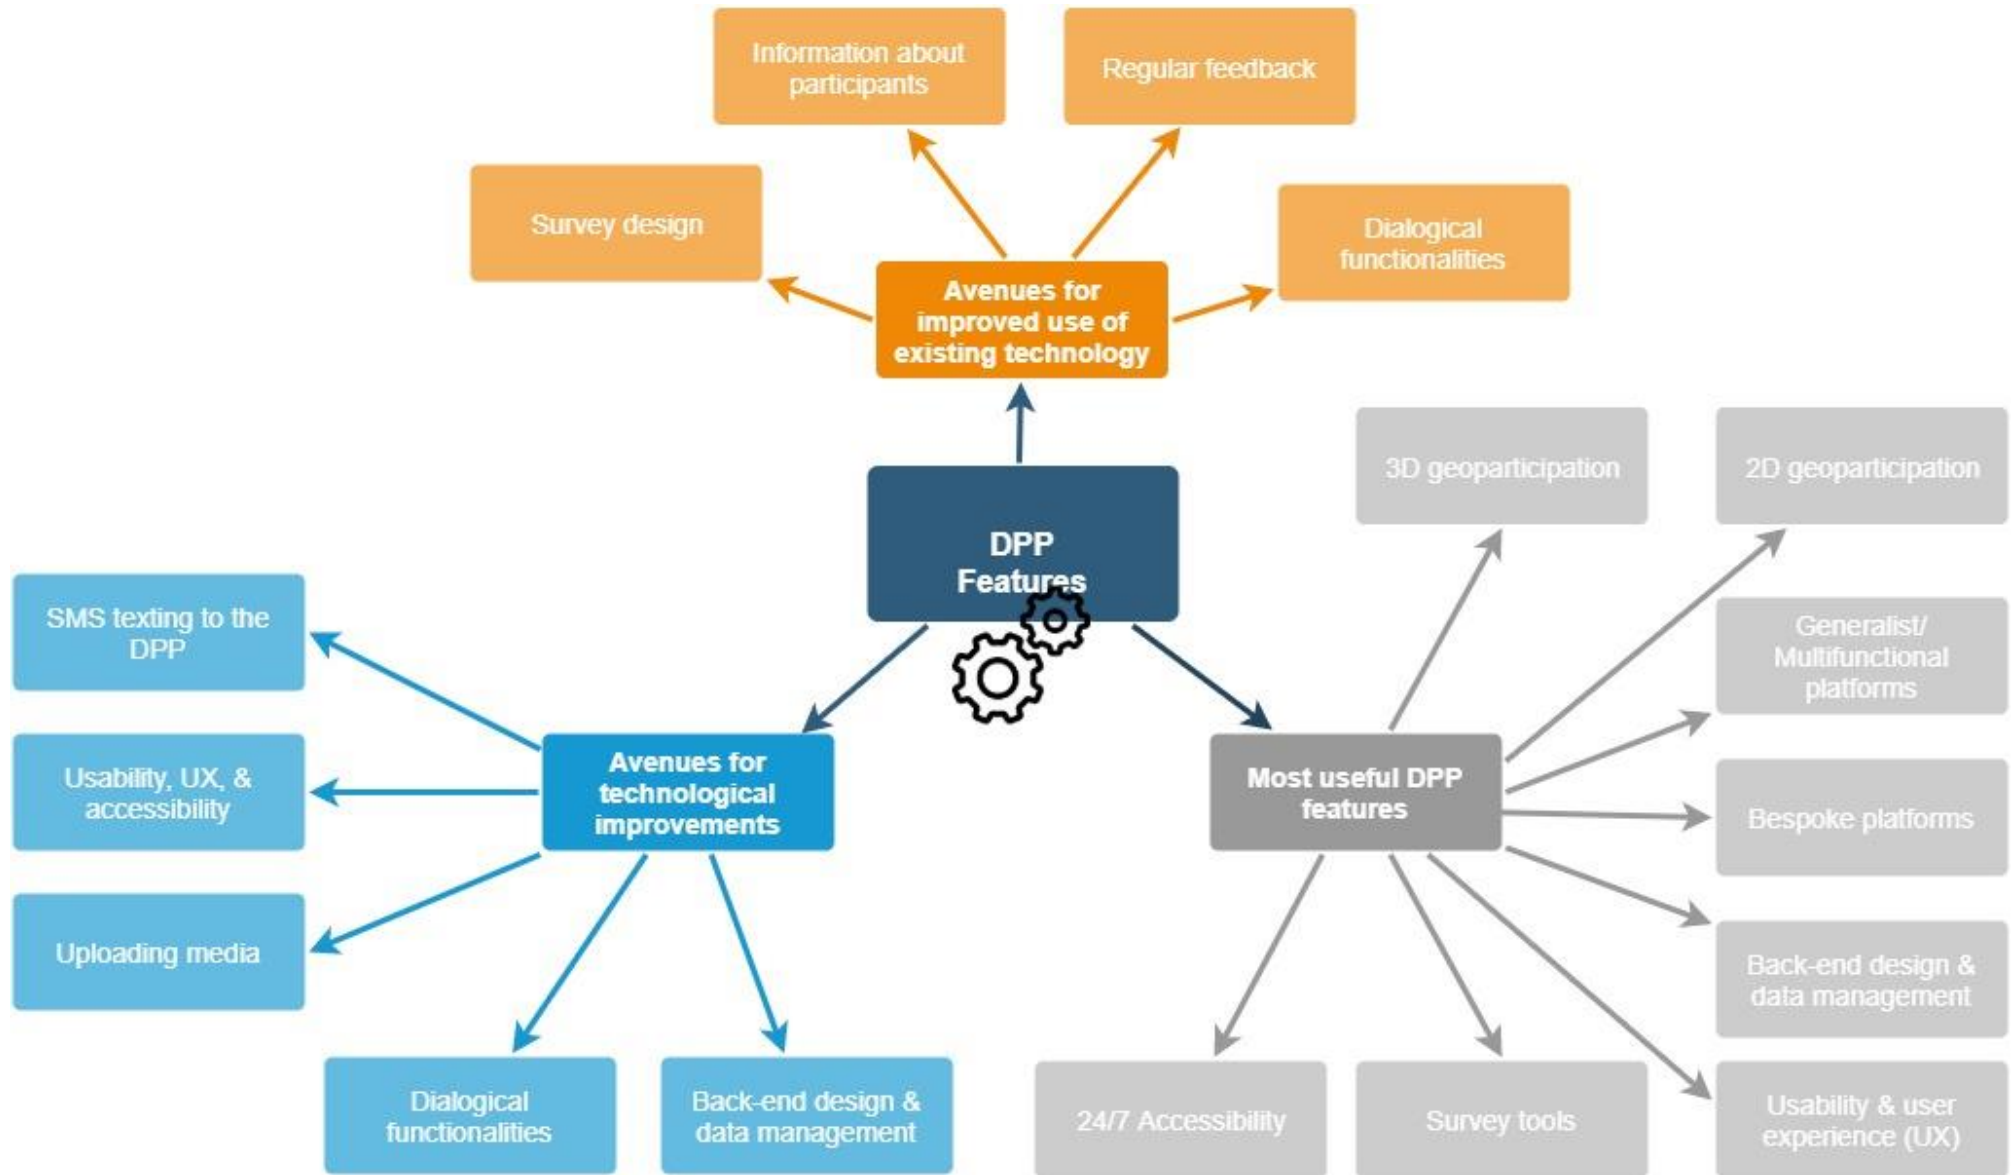 Information about
participants
Regular feedback
Survey design
Dialogical
functionalities
Avenues for
improved use of
existing technology
3D geoparticipation
2D geoparticipation
DPP
Features
SMS texting to the
DPP
Generalist/
Multifunctional
platforms
Usability, UX, &
accessibility
Avenues for
technological
improvements
Most useful DPP
features
Bespoke platforms
Uploading media
Back-end design &
data management
Dialogical
functionalities
Back-end design &
data management
24/7 Accessibility
Survey tools
Usability & user
experience (UX)